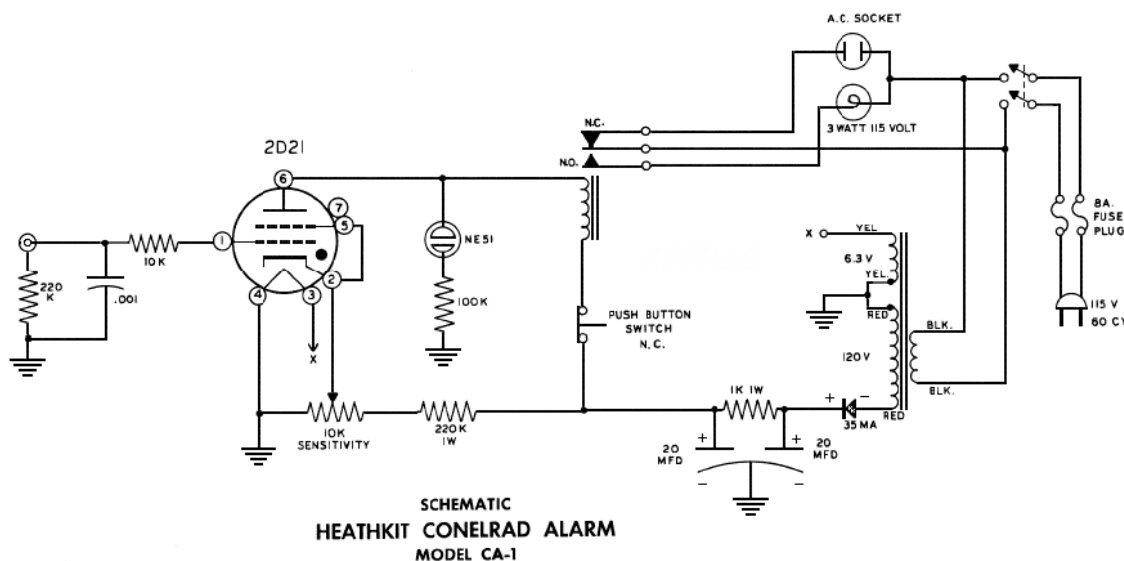 A.C. SOCKET
3 WATT 115 VOLT
N.C.
N.O.
2D21
6
7
5
1
2
4
3
10K
220
K
.001
X
NE51
100K
PUSH BUTTON
SWITCH
N.C.
X
YEL
6.3 V
YEL.
RED
120V
RED
BLK.
BLK.
8A.
FUSE
PLUG
115 V
60 CY
10K
SENSITIVITY
220K
1W
1K 1W
+
-
35 MA
+
20
MFD
-
+
20
MFD
-
SCHEMATIC
HEATHKIT CONELRAD ALARM
MODEL CA-1